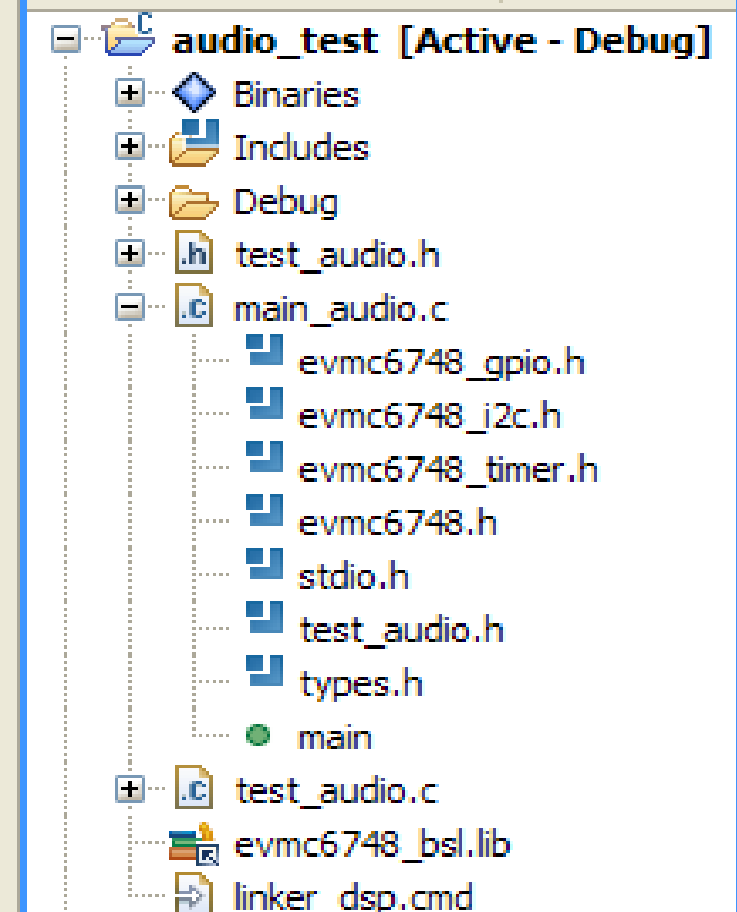 audio_test [Active - Debug]
Binaries
Includes
Debug
.h test_audio.h
.c main_audio.c
evmc6748_gpio.h
evmc6748_i2c.h
evmc6748_timer.h
evmc6748.h
stdio.h
test_audio.h
types.h
main
.c test_audio.c
evmc6748_bsl.lib
linker_dsp.cmd